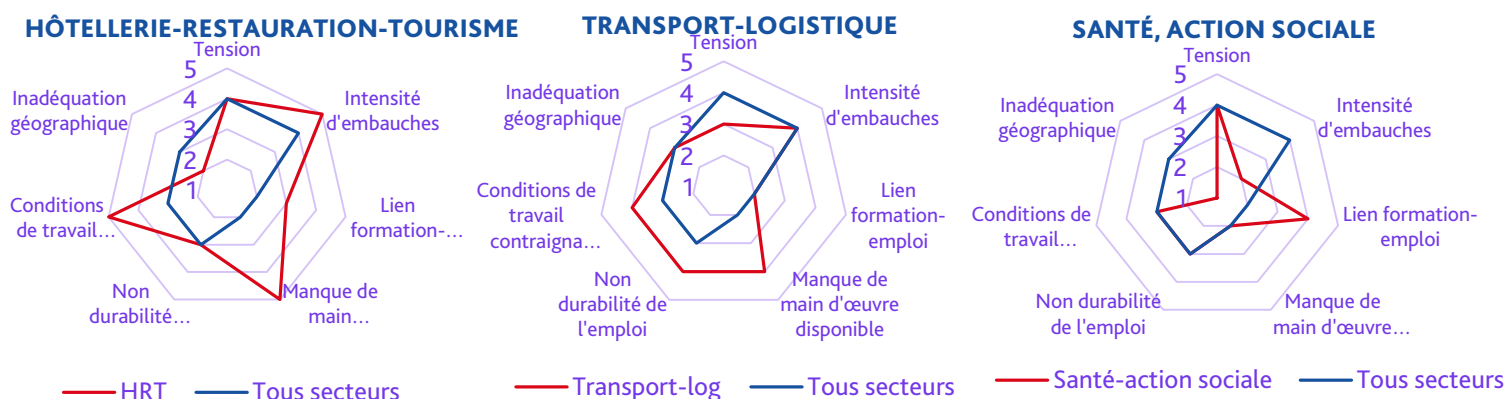 HÔTELLERIE-RESTAURATION-TOURISME
Tension
5
4
3
2
1
Intensité
d'embauches
Lien
formation-...
Manque de
main...
Non
durabilité...
Conditions
de travail...
Inadéquation
géographique
HRT
Tous secteurs
TRANSPORT-LOGISTIQUE
Tension
5
4
3
2
1
Intensité
d'embauches
Lien
formation-
emploi
Manque de
main d'œuvre
disponible
Non
durabilité de
l'emploi
Conditions de
travail
contraigna...
Inadéquation
géographique
Transport-log
Tous secteurs
SANTÉ, ACTION SOCIALE
Tension
5
4
3
2
1
Intensité
d'embauches
Lien formation-
emploi
Manque de
main d'œuvre...
Non durabilité
de l'emploi
Conditions de
travail...
Inadéquation
géographique
Santé-action sociale
Tous secteurs